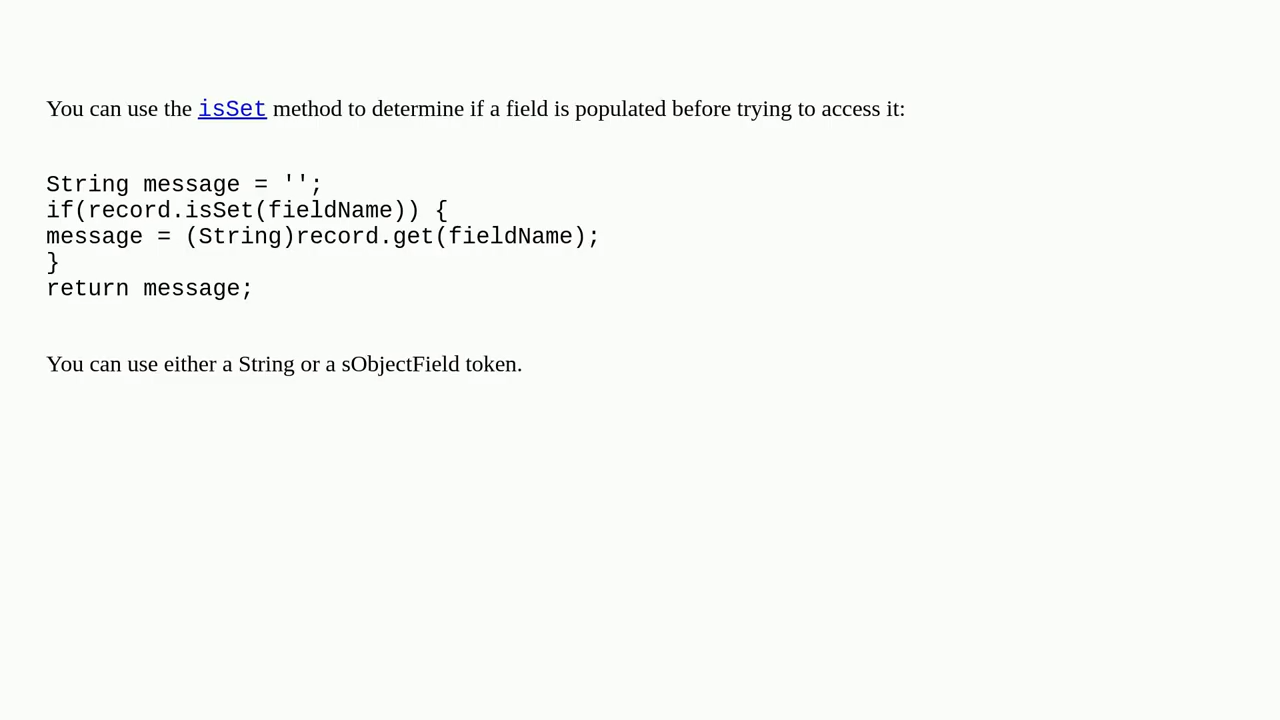 You can use the isSet method to determine if a field is populated before trying to access it:
String message = '';
if(record.isSet(fieldName)) {
message = (String)record.get(fieldName);
}
return message;
You can use either a String or a sObjectField token.